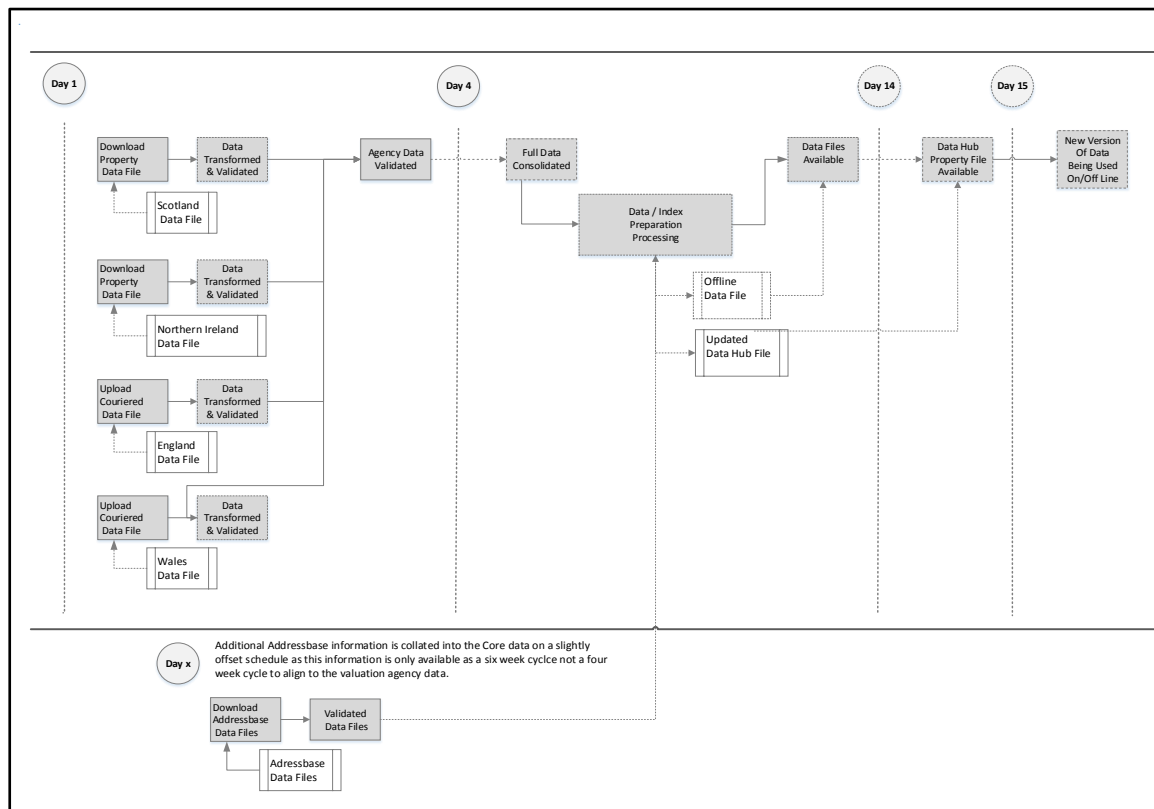 Day 1
Day 4
Day 14
Day 15
Download
Property
Data File
Data
Transformed
& Validated
Agency Data
Validated
Full Data
Consolidated
Data Files
Available
Data Hub
Property File
Available
New Version
Of Data
Being Used
On/Off Line
Scotland
Data File
Data / Index
Preparation
Processing
Download
Property
Data File
Data
Transformed
& Validated
Offline
Data File
Northern Ireland
Data File
Updated
Data Hub File
Upload
Couriered
Data File
Data
Transformed
& Validated
England
Data File
Upload
Couriered
Data File
Data
Transformed
& Validated
Wales
Data File
Day x
Additional Addressbase information is collated into the Core data on a slightly
offset schedule as this information is only available as a six week cyclce not a four
week cycle to align to the valuation agency data.
Download
Addressbase
Data Files
Validated
Data Files
Adressbase
Data Files